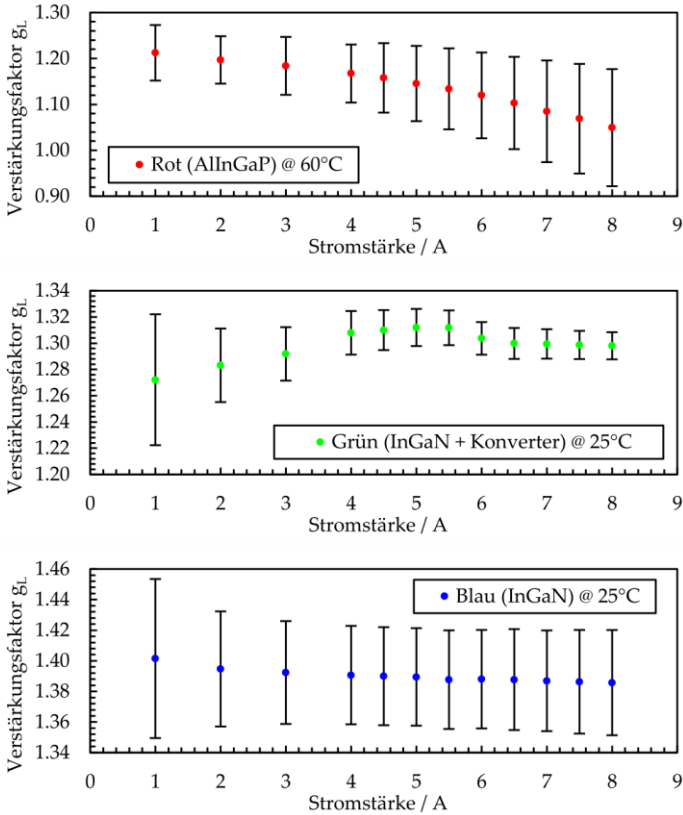 1.30
1.20
1.10
1.00
0.90
Verstärkungsfaktor gL
Rot (AlInGaP) @ 60°C
0 1 2 3 4 5 6 7 8 9
Stromstärke / A
1.34
1.32
1.30
1.28
1.26
1.24
1.22
1.20
Verstärkungsfaktor gL
Grün (InGaN + Konverter) @ 25°C
0 1 2 3 4 5 6 7 8 9
Stromstärke / A
1.46
1.44
1.42
1.40
1.38
1.36
1.34
Verstärkungsfaktor gL
Blau (InGaN) @ 25°C
0 1 2 3 4 5 6 7 8 9
Stromstärke / A